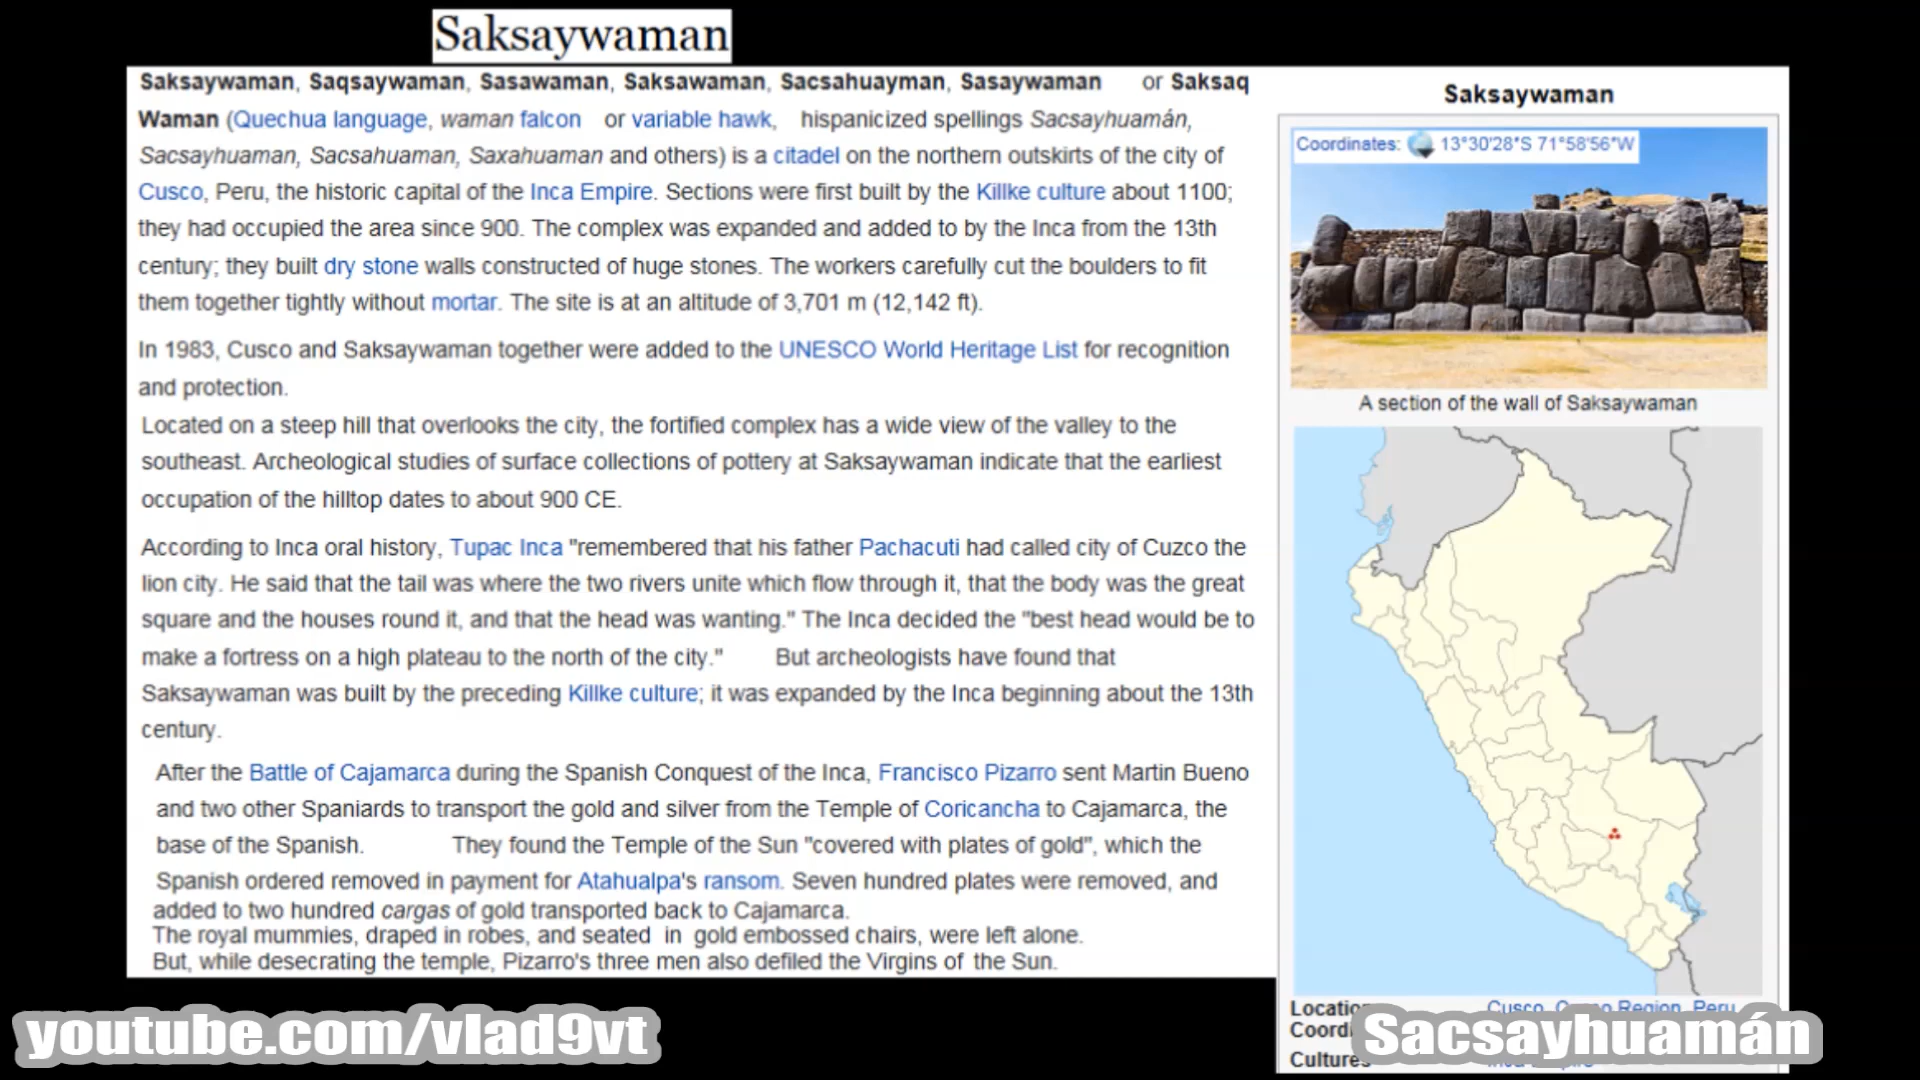 Saksaywaman
Saksaywaman, Saqsaywaman, Sasawaman, Saksawaman, Sacsahuayman, Sasaywaman or Saksaq
Waman (Quechua language, waman falcon or variable hawk, hispanicized spellings Sacsayhuamán,
Sacsayhuaman, Sacsahuaman, Saxahuaman and others) is a citadel on the northern outskirts of the city of
Cusco, Peru, the historic capital of the Inca Empire. Sections were first built by the Killke culture about 1100;
they had occupied the area since 900. The complex was expanded and added to by the Inca from the 13th
century; they built dry stone walls constructed of huge stones. The workers carefully cut the boulders to fit
them together tightly without mortar. The site is at an altitude of 3,701 m (12,142 ft).
In 1983, Cusco and Saksaywaman together were added to the UNESCO World Heritage List for recognition
and protection.
Located on a steep hill that overlooks the city, the fortified complex has a wide view of the valley to the
southeast. Archeological studies of surface collections of pottery at Saksaywaman indicate that the earliest
occupation of the hilltop dates to about 900 CE.
According to Inca oral history, Tupac Inca "remembered that his father Pachacuti had called city of Cuzco the
lion city. He said that the tail was where the two rivers unite which flow through it, that the body was the great
square and the houses round it, and that the head was wanting." The Inca decided the "best head would be to
make a fortress on a high plateau to the north of the city." But archeologists have found that
Saksaywaman was built by the preceding Killke culture; it was expanded by the Inca beginning about the 13th
century.
After the Battle of Cajamarca during the Spanish Conquest of the Inca, Francisco Pizarro sent Martin Bueno
and two other Spaniards to transport the gold and silver from the Temple of Coricancha to Cajamarca, the
base of the Spanish. They found the Temple of the Sun "covered with plates of gold", which the
Spanish ordered removed in payment for Atahualpa's ransom. Seven hundred plates were removed, and
added to two hundred cargas of gold transported back to Cajamarca.
The royal mummies, draped in robes, and seated in gold embossed chairs, were left alone.
But, while desecrating the temple, Pizarro's three men also defiled the Virgins of the Sun.
Saksaywaman
Coordinates: 13°30'28"S 71°58'56"W
A section of the wall of Saksaywaman
Cusco, Region, Peru
Cultures
youtube.com/vlad9vt
Sacsayhuamán